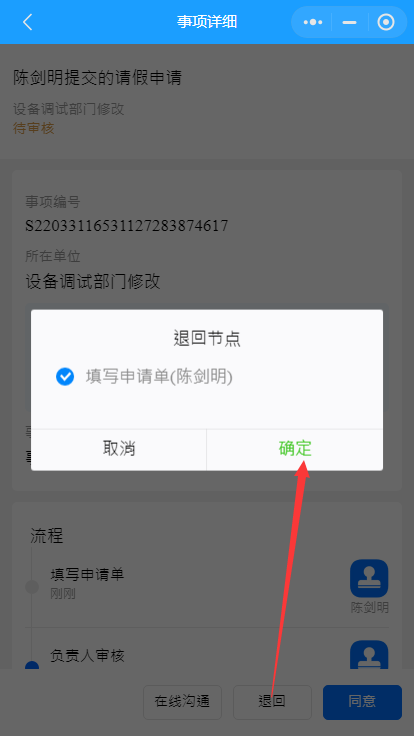 事项详细
陈剑明提交的请假申请
设备调试部门修改
待审核
事项编号
S22033116531127283874617
所在单位
设备调试部门修改
退回节点
填写申请单(陈剑明)
取消
确定
流程
填写申请单
刚刚
陈剑明
负责人审核
在线沟通
退回
同意